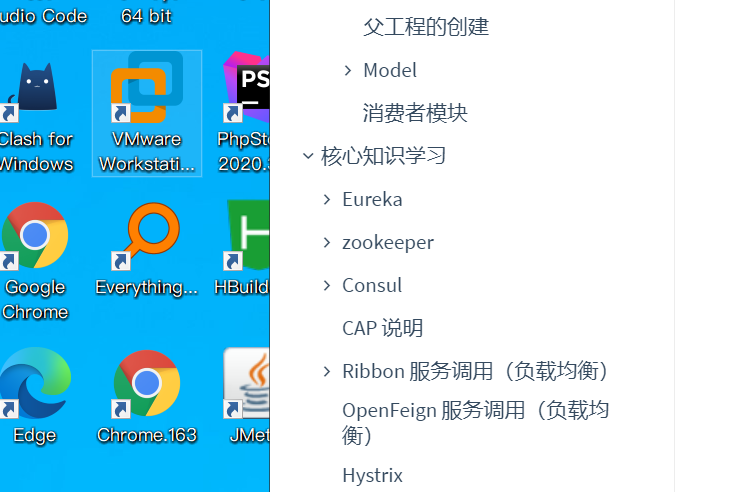 udio Code
64 bit
Clash for
Windows
VMware
Workstati...
PS
PhpSto
2020.3
Google
Chrome
Everything...
HBuild
Edge
Chrome.163
JMet
父工程的创建
Model
消费者模块
核心知识学习
Eureka
zookeeper
Consul
CAP 说明
Ribbon 服务调用（负载均衡）
OpenFeign 服务调用（负载均
衡）
Hystrix